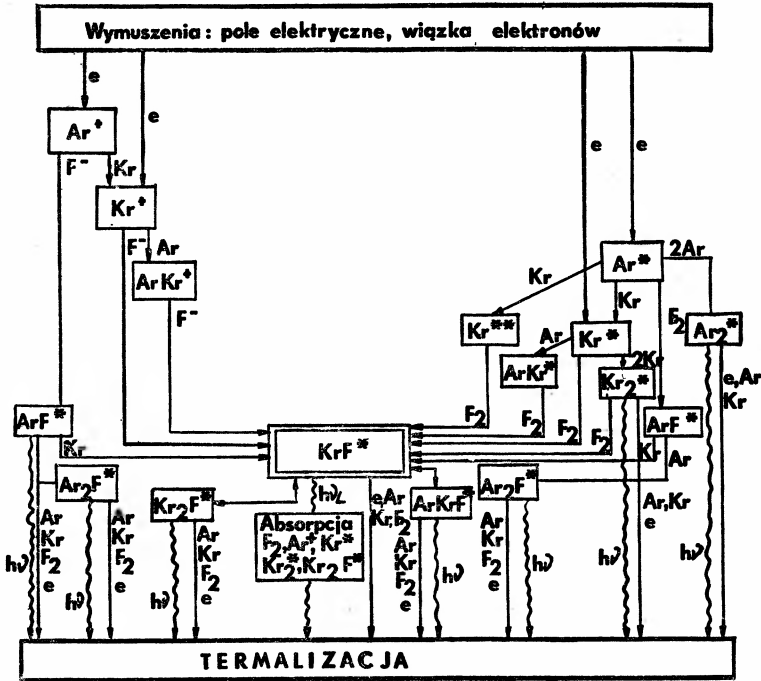 Wymuszenia: pole elektryczne, wiązka elektronów
e
e
e
e
Ar⁺
F⁻
Kr
Kr⁺
F⁻
Ar
ArKr⁺
F⁻
Ar*
2Ar
Kr
Kr
Kr**
Ar
Kr*
F₂
Ar₂*
ArKr*
2Kr
Kr₂*
e,Ar
Kr
ArF*
Kr
F₂
F₂
F₂
F₂
ArF*
Kr
Ar
KrF*
Ar₂F*
Kr₂F*
hν_L
e,Ar
Kr,F₂
ArKrF*
Ar₂F*
Absorpcja
F₂,Ar⁺,Kr*
Kr₂*,Kr₂F*
Ar
Kr
F₂
e
Ar
Kr
F₂
e
Ar
Kr
F₂
e
Ar
Kr
F₂
e
Ar
Kr
F₂
e
Ar,Kr
e
hν
hν
hν
hν
hν
hν
hν
TERMALIZACJA